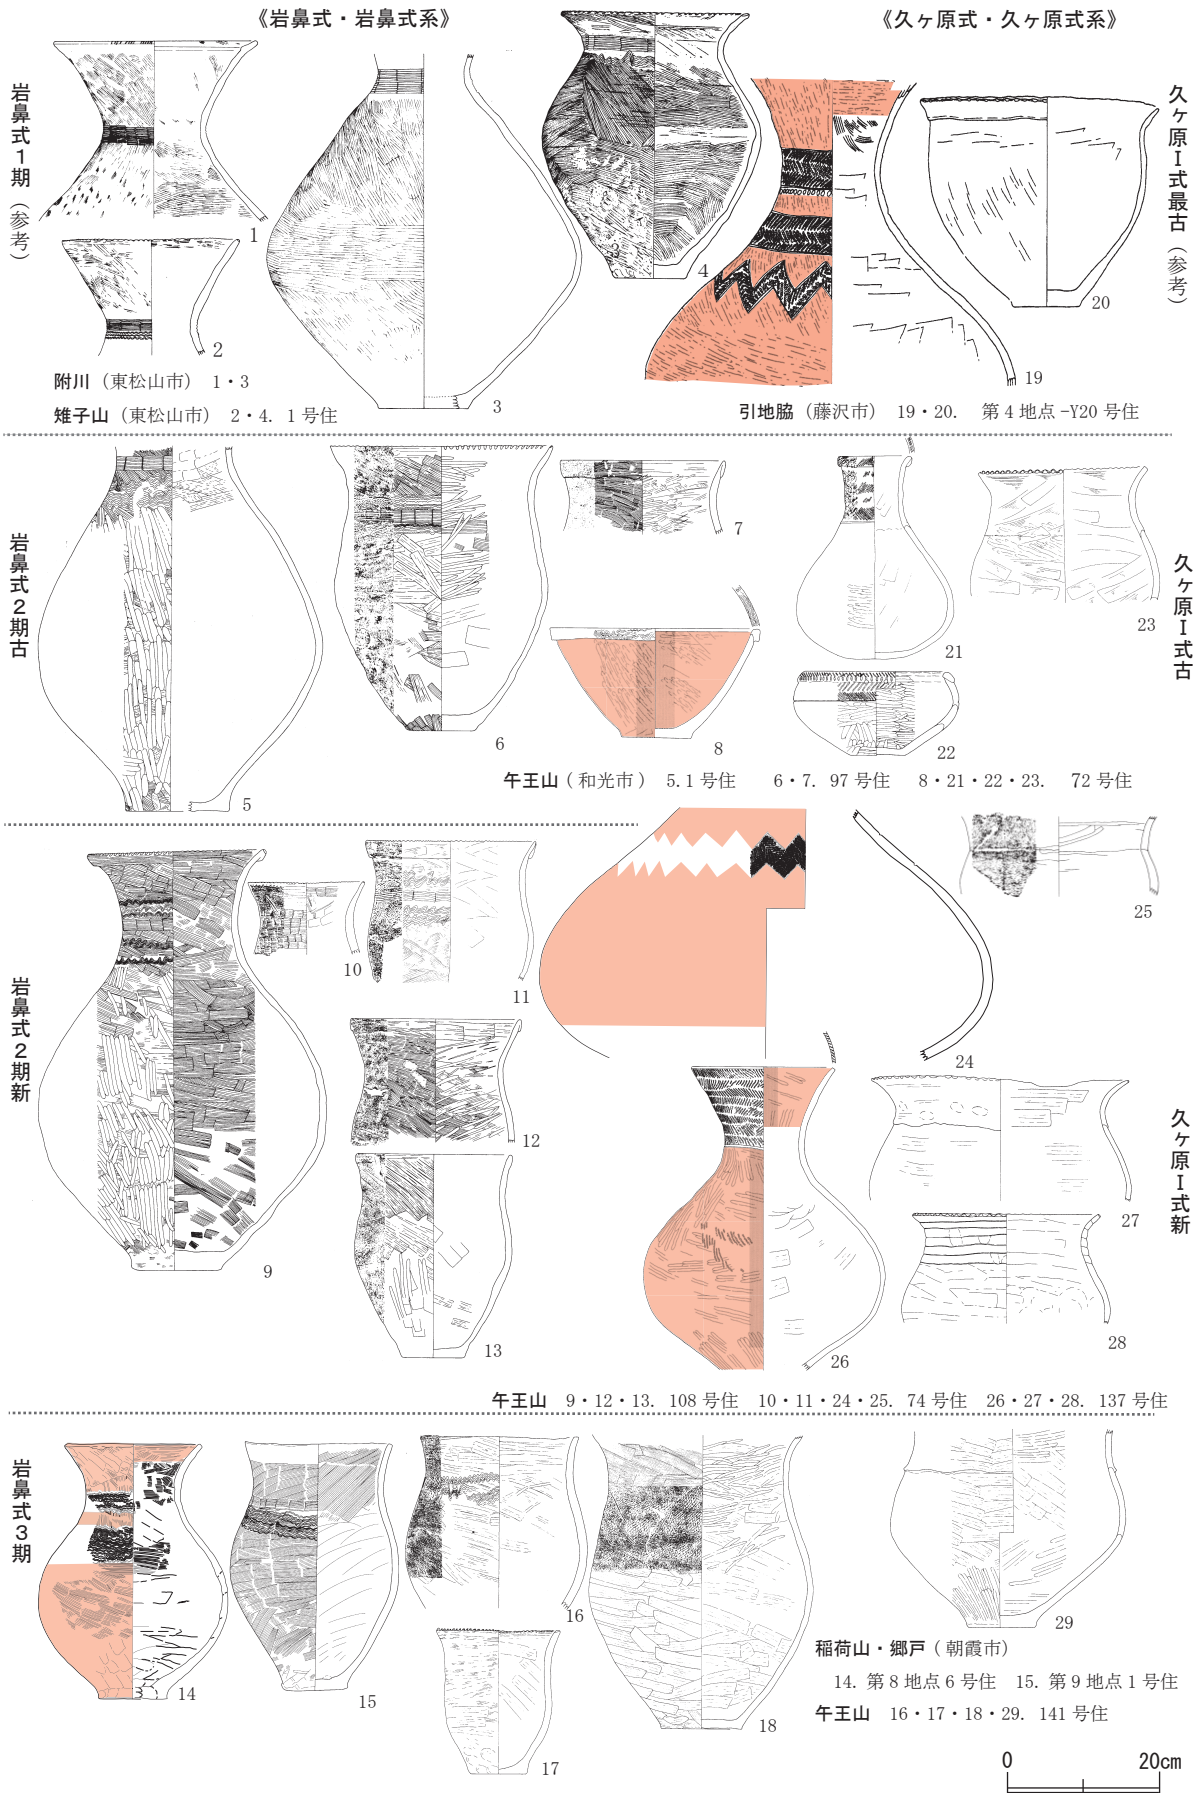 《岩鼻式・岩鼻式系》
《久ヶ原式・久ヶ原式系》
岩鼻式1期（参考）
久ヶ原Ⅰ式最古（参考）
1
2
3
4
19
20
附川（東松山市） 1・3
雉子山（東松山市） 2・4. 1号住
引地脇（藤沢市） 19・20. 第4地点-Y20号住
岩鼻式2期古
久ヶ原Ⅰ式古
5
6
7
8
21
22
23
午王山（和光市） 5.1号住 6・7. 97号住 8・21・22・23. 72号住
岩鼻式2期新
久ヶ原Ⅰ式新
9
10
11
12
13
24
25
26
27
28
午王山 9・12・13. 108号住 10・11・24・25. 74号住 26・27・28. 137号住
岩鼻式3期
14
15
16
17
18
29
稲荷山・郷戸（朝霞市）
14. 第8地点6号住 15. 第9地点1号住
午王山 16・17・18・29. 141号住
0 20cm